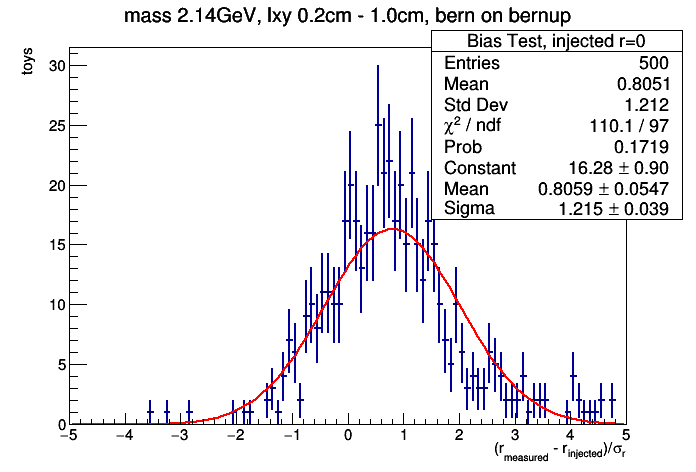 mass 2.14GeV, lxy 0.2cm - 1.0cm, bern on bernup
toys
Bias Test, injected r=0
Entries 500
Mean 0.8051
Std Dev 1.212
χ² / ndf 110.1 / 97
Prob 0.1719
Constant 16.28 ± 0.90
Mean 0.8059 ± 0.0547
Sigma 1.215 ± 0.039
30
25
20
15
10
5
0
−5 −4 −3 −2 −1 0 1 2 3 4 5
(r_measured - r_injected)/σ_r